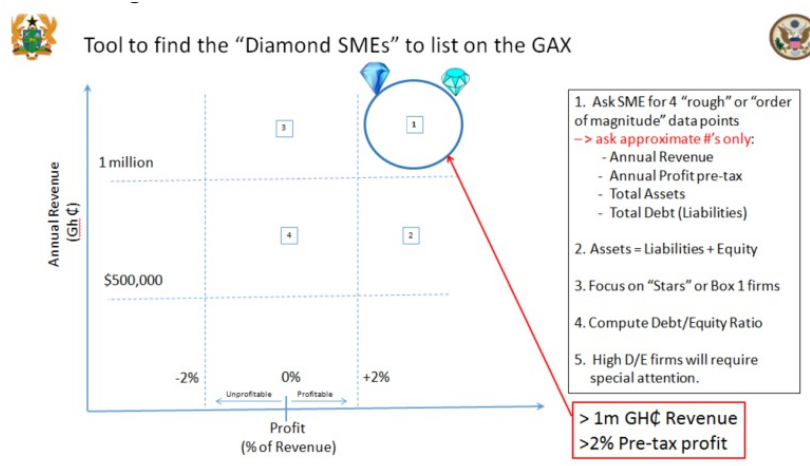 Tool to find the “Diamond SMEs” to list on the GAX
Annual Revenue
(Gh ₵)
1 million
$500,000
3
1
4
2
-2%
0%
+2%
Unprofitable
Profitable
Profit
(% of Revenue)
1. Ask SME for 4 “rough” or “order
of magnitude” data points
–> ask approximate #'s only:
- Annual Revenue
- Annual Profit pre-tax
- Total Assets
- Total Debt (Liabilities)
2. Assets = Liabilities + Equity
3. Focus on “Stars” or Box 1 firms
4. Compute Debt/Equity Ratio
5. High D/E firms will require
special attention.
> 1m GH₵ Revenue
>2% Pre-tax profit